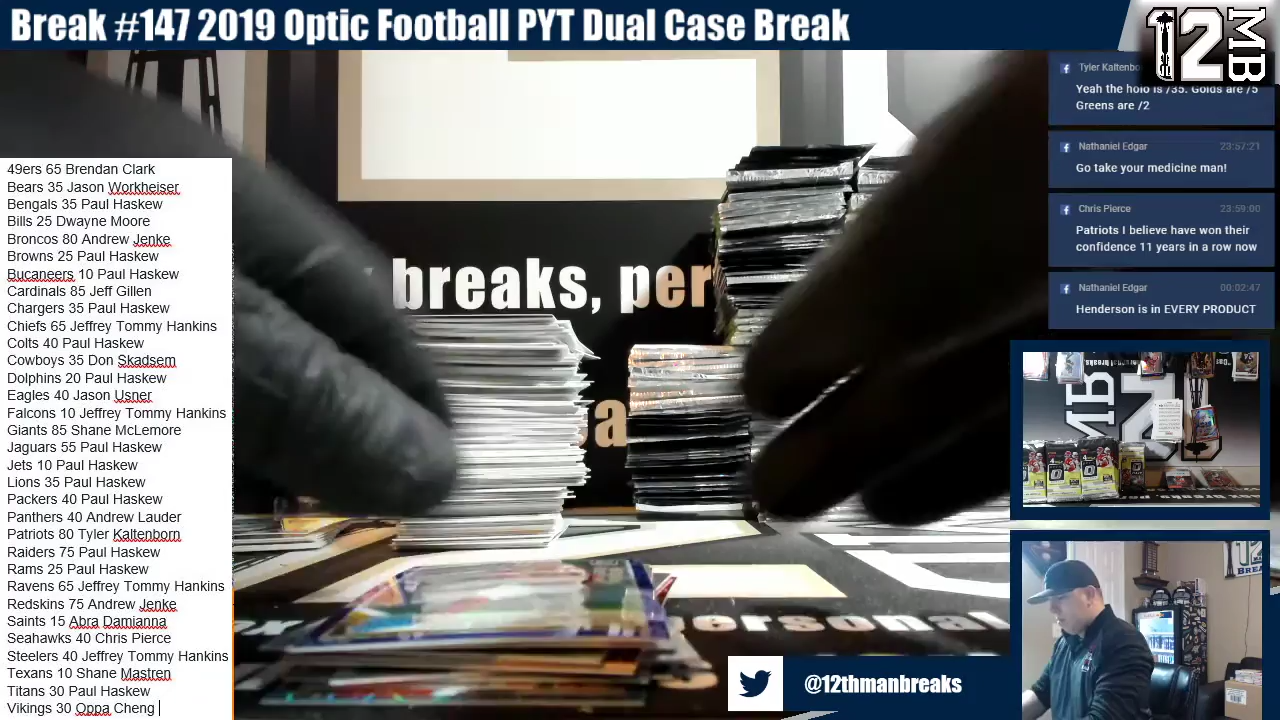 Break #147 2019 Optic Football PYT Dual Case Break
12
MB
49ers 65 Brendan Clark
Bears 35 Jason Workheiser
Bengals 35 Paul Haskew
Bills 25 Dwayne Moore
Broncos 80 Andrew Jenke
Browns 25 Paul Haskew
Bucaneers 10 Paul Haskew
Cardinals 85 Jeff Gillen
Chargers 35 Paul Haskew
Chiefs 65 Jeffrey Tommy Hankins
Colts 40 Paul Haskew
Cowboys 35 Don Skadsem
Dolphins 20 Paul Haskew
Eagles 40 Jason Usner
Falcons 10 Jeffrey Tommy Hankins
Giants 85 Shane McLemore
Jaguars 55 Paul Haskew
Jets 10 Paul Haskew
Lions 35 Paul Haskew
Packers 40 Paul Haskew
Panthers 40 Andrew Lauder
Patriots 80 Tyler Kaltenborn
Raiders 75 Paul Haskew
Rams 25 Paul Haskew
Ravens 65 Jeffrey Tommy Hankins
Redskins 75 Andrew Jenke
Saints 15 Abra Damianna
Seahawks 40 Chris Pierce
Steelers 40 Jeffrey Tommy Hankins
Texans 10 Shane Mastren
Titans 30 Paul Haskew
Vikings 30 Oppa Cheng
breaks, per
personal
Tyler Kaltenbo
Yeah the holo is /35. Golds are /5
Greens are /2
Nathaniel Edgar 23:57:21
Go take your medicine man!
Chris Pierce 23:59:00
Patriots I believe have won their
confidence 11 years in a row now
Nathaniel Edgar 00:02:47
Henderson is in EVERY PRODUCT
@12thmanbreaks